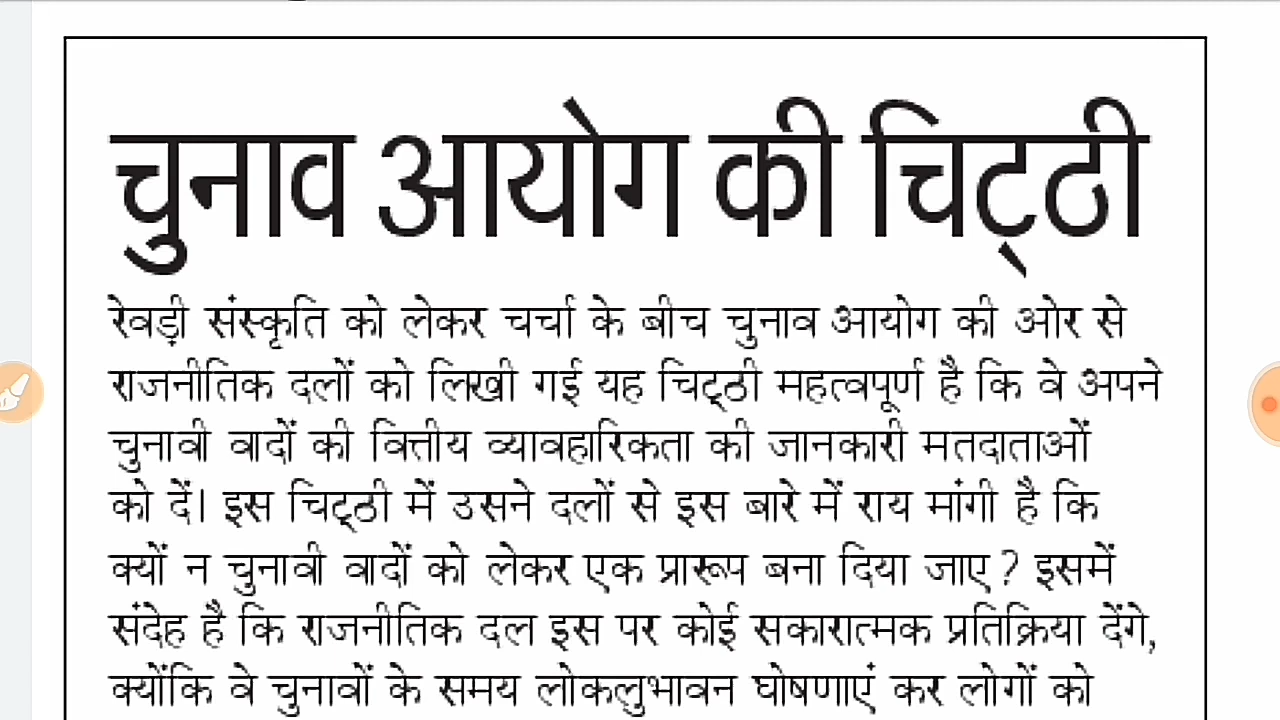 चुनाव आयोग की चिट्ठी
रेवड़ी संस्कृति को लेकर चर्चा के बीच चुनाव आयोग की ओर से
राजनीतिक दलों को लिखी गई यह चिट्ठी महत्वपूर्ण है कि वे अपने
चुनावी वादों की वित्तीय व्यावहारिकता की जानकारी मतदाताओं
को दें। इस चिट्ठी में उसने दलों से इस बारे में राय मांगी है कि
क्यों न चुनावी वादों को लेकर एक प्रारूप बना दिया जाए? इसमें
संदेह है कि राजनीतिक दल इस पर कोई सकारात्मक प्रतिक्रिया देंगे,
क्योंकि वे चुनावों के समय लोकलुभावन घोषणाएं कर लोगों को